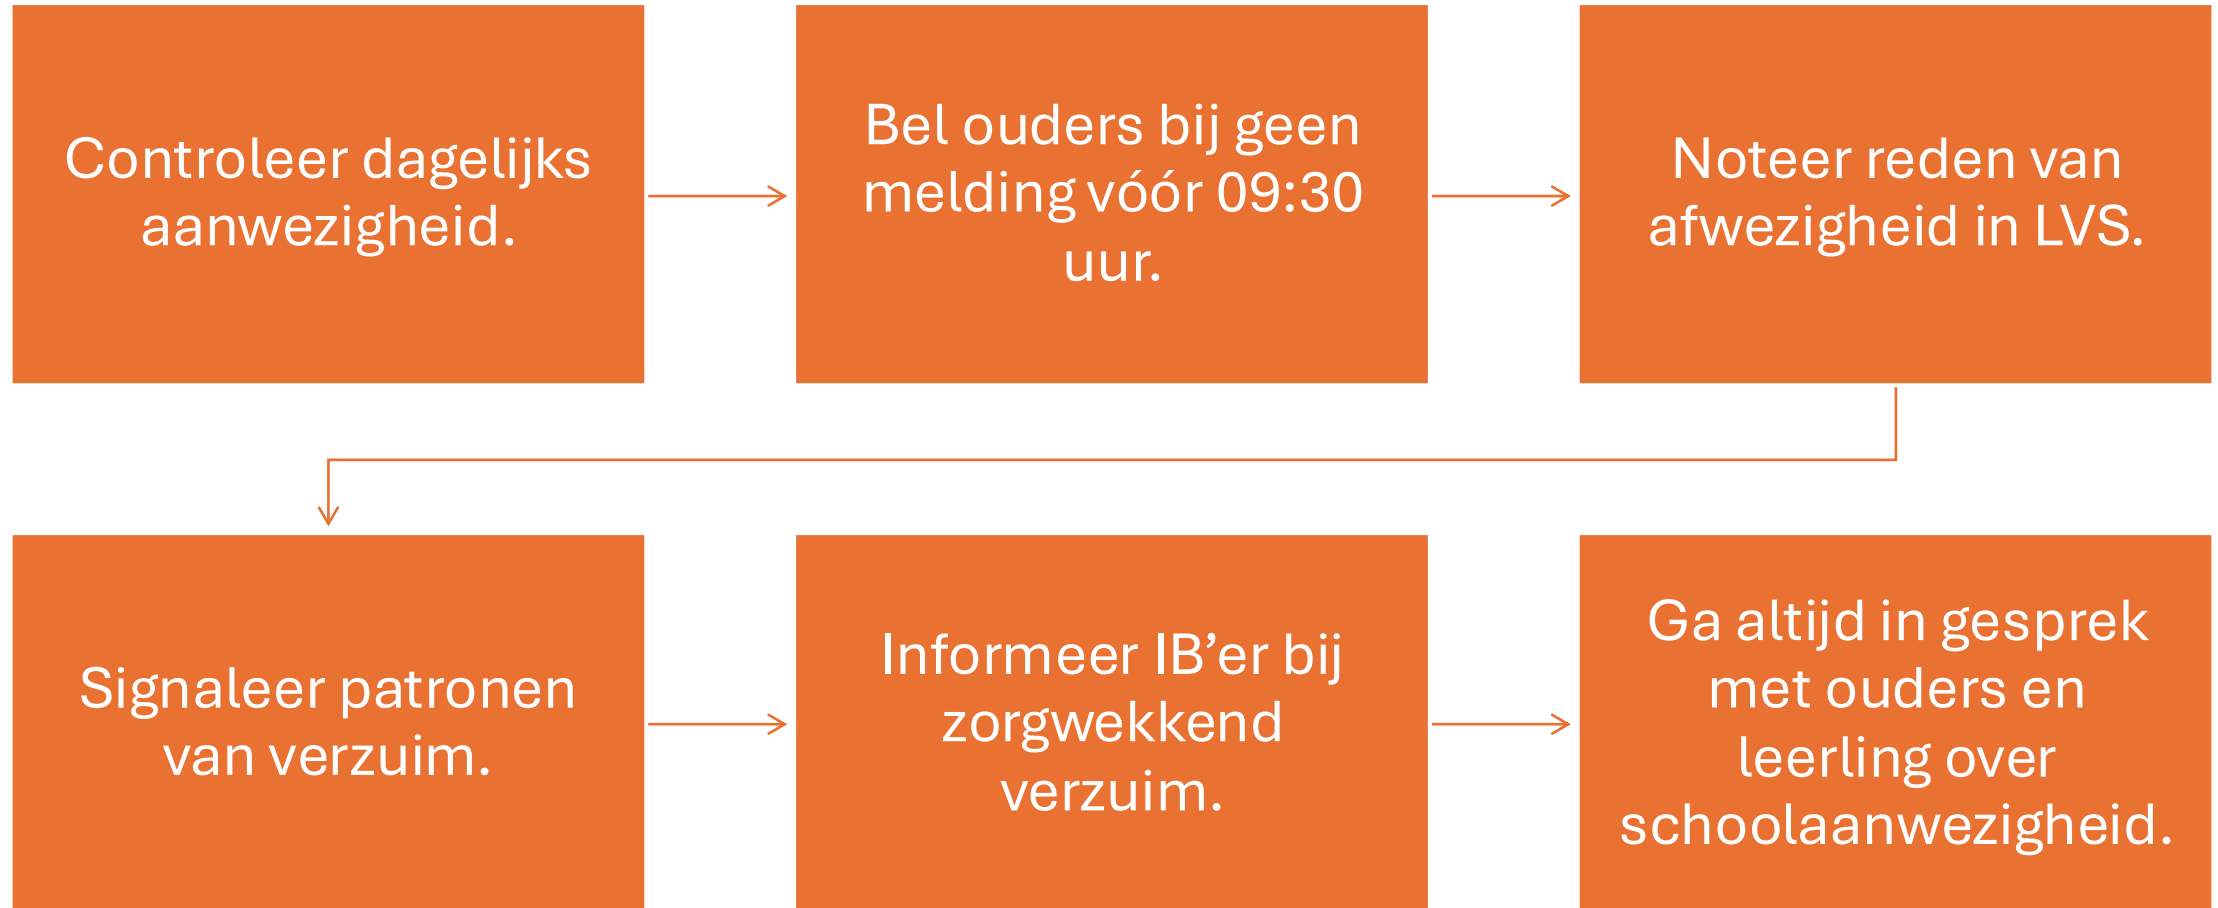 Controleer dagelijks
aanwezigheid.
Bel ouders bij geen
melding vóór 09:30
uur.
Noteer reden van
afwezigheid in LVS.
Signaleer patronen
van verzuim.
Informeer IB’er bij
zorgwekkend
verzuim.
Ga altijd in gesprek
met ouders en
leerling over
schoolaanwezigheid.